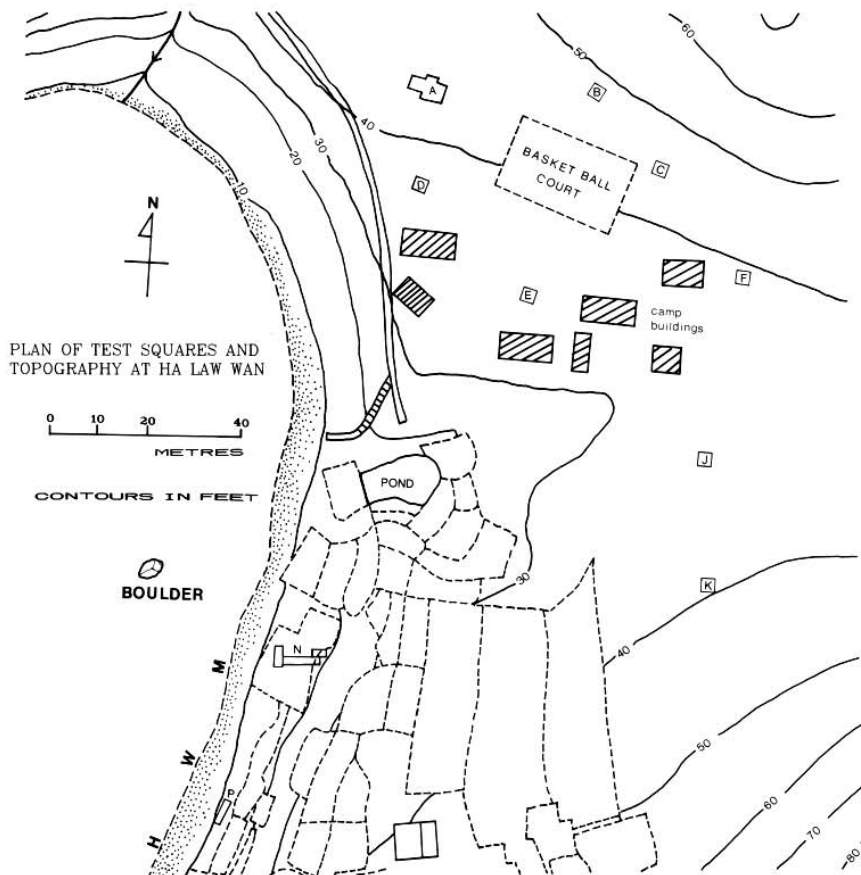 60
50
B
A
40
30
20
BASKET BALL
COURT
C
10
D
N
F
E
camp
buildings
PLAN OF TEST SQUARES AND
TOPOGRAPHY AT HA LAW WAN
0 10 20 40
METRES
J
POND
CONTOURS IN FEET
BOULDER
30
K
N
40
H W M
50
P
60
70
80